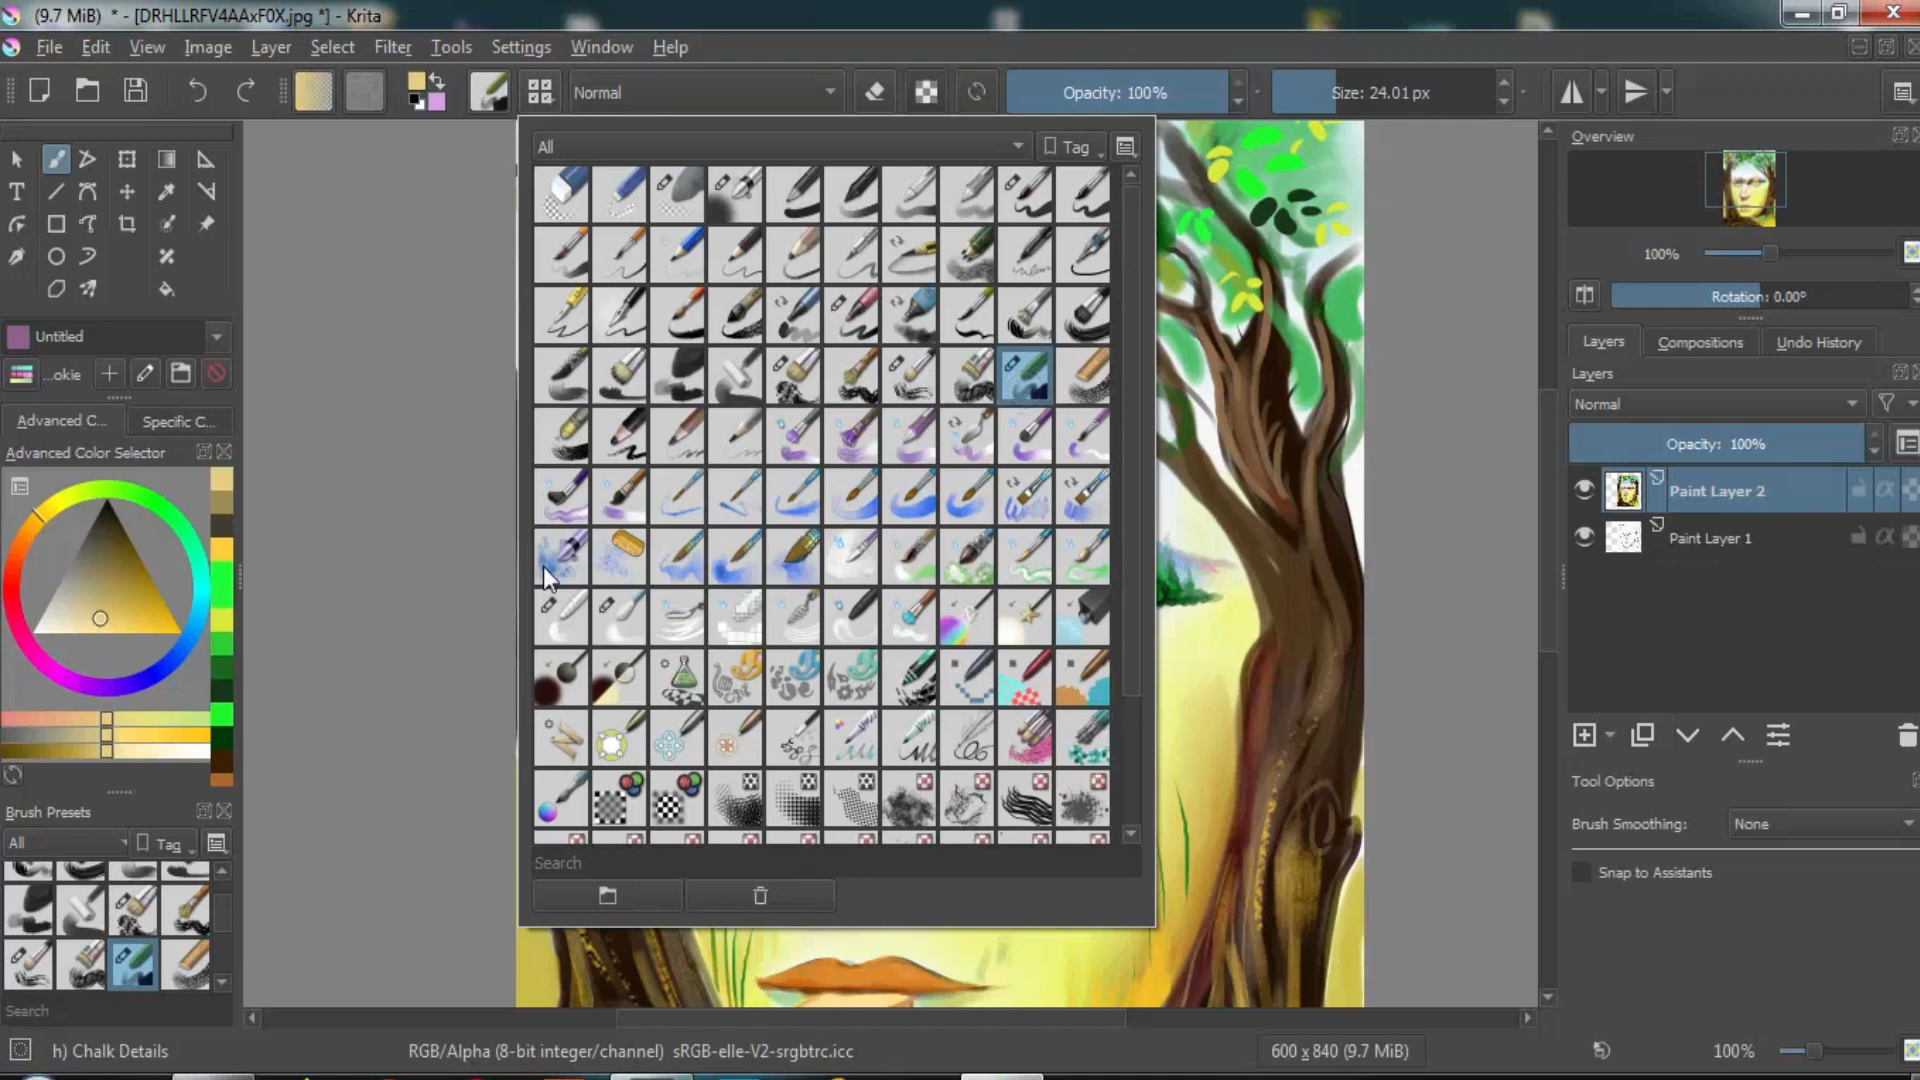 (9.7 MiB) * - [DRHLLRFV4AAxF0X.jpg *] - Krita
File Edit View Image Layer Select Filter Tools Settings Window Help
Normal
Opacity: 100%
Size: 24.01 px
All
Tag
Overview
100%
Rotation: 0.00°
Untitled
...okie
Layers Compositions Undo History
Layers
Normal
Advanced C... Specific C...
Advanced Color Selector
Opacity: 100%
Paint Layer 2
Paint Layer 1
Tool Options
Brush Presets
Brush Smoothing: None
All
Tag
Search
Snap to Assistants
Search
h) Chalk Details
RGB/Alpha (8-bit integer/channel) sRGB-elle-V2-srgbtrc.icc
600 x 840 (9.7 MiB)
100%